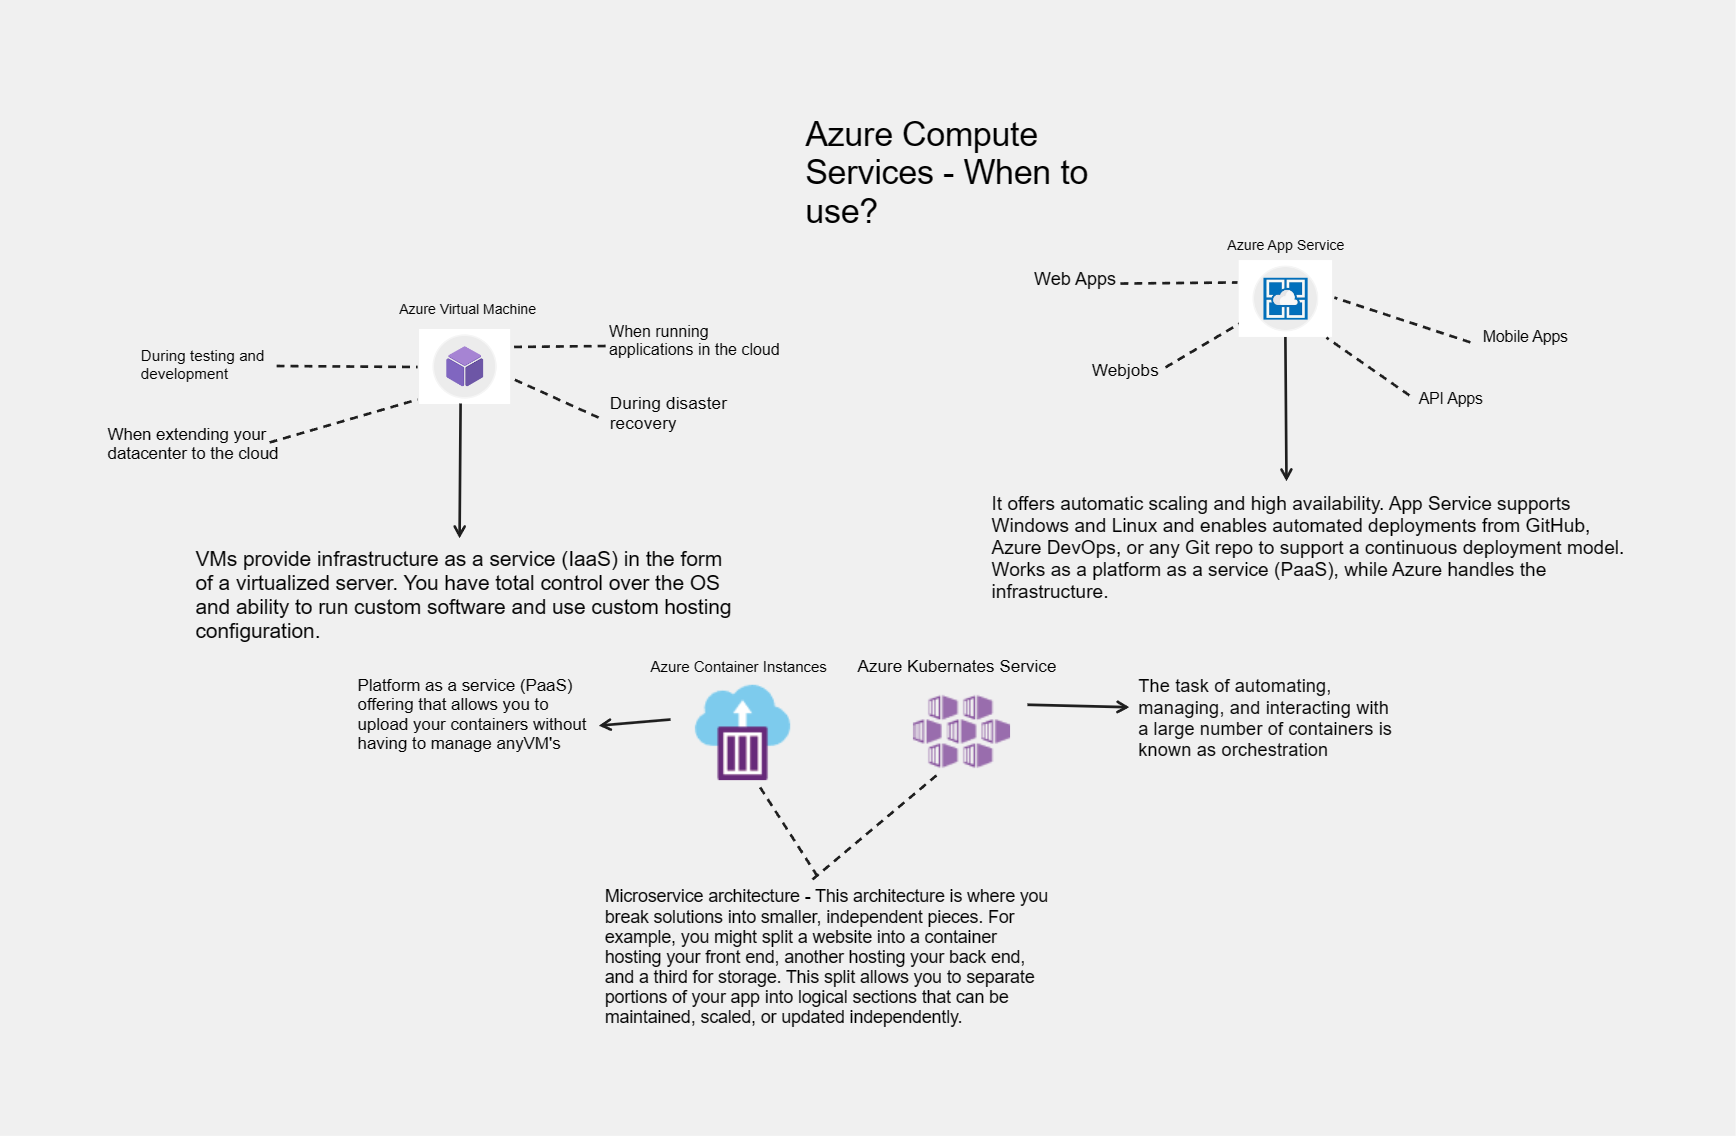 Azure Compute
Services - When to
use?
Azure App Service
Web Apps
Mobile Apps
Webjobs
API Apps
Azure Virtual Machine
When running
applications in the cloud
During testing and
development
During disaster
recovery
When extending your
datacenter to the cloud
It offers automatic scaling and high availability. App Service supports
Windows and Linux and enables automated deployments from GitHub,
Azure DevOps, or any Git repo to support a continuous deployment model.
Works as a platform as a service (PaaS), while Azure handles the
infrastructure.
VMs provide infrastructure as a service (IaaS) in the form
of a virtualized server. You have total control over the OS
and ability to run custom software and use custom hosting
configuration.
Azure Container Instances
Azure Kubernates Service
Platform as a service (PaaS)
offering that allows you to
upload your containers without
having to manage anyVM's
The task of automating,
managing, and interacting with
a large number of containers is
known as orchestration
Microservice architecture - This architecture is where you
break solutions into smaller, independent pieces. For
example, you might split a website into a container
hosting your front end, another hosting your back end,
and a third for storage. This split allows you to separate
portions of your app into logical sections that can be
maintained, scaled, or updated independently.